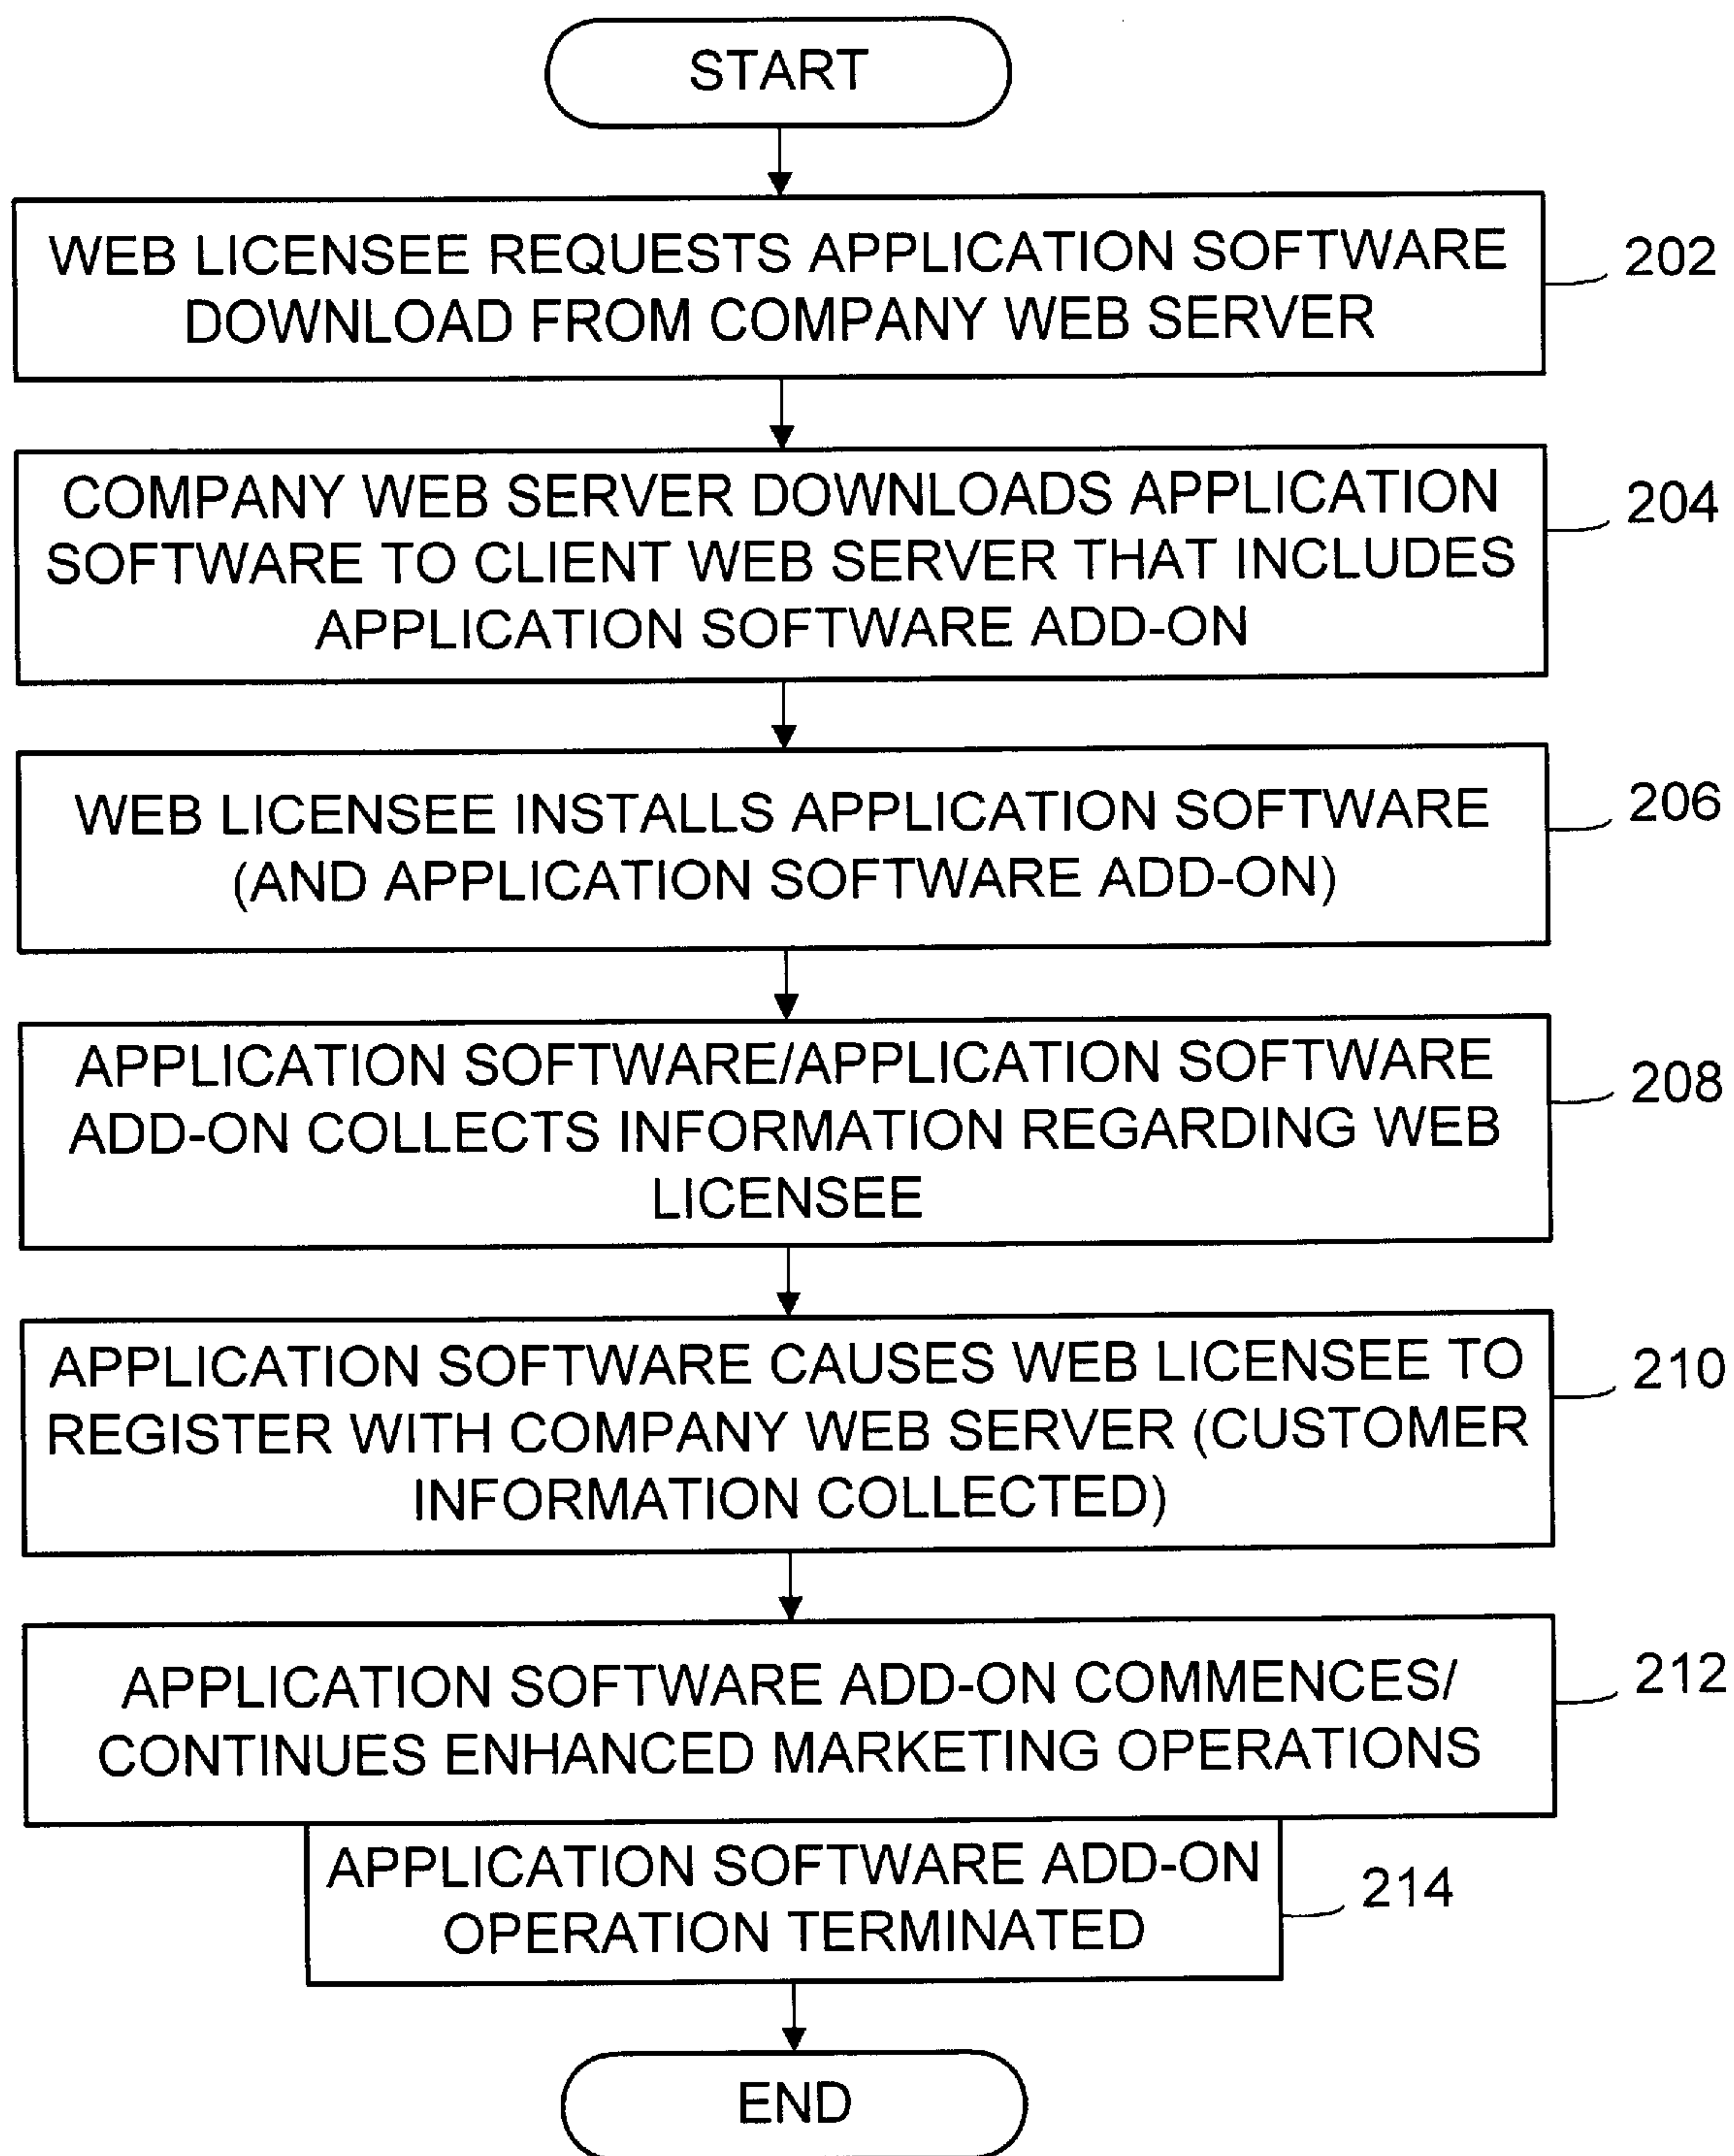 START
WEB LICENSEE REQUESTS APPLICATION SOFTWARE
DOWNLOAD FROM COMPANY WEB SERVER
202
COMPANY WEB SERVER DOWNLOADS APPLICATION
SOFTWARE TO CLIENT WEB SERVER THAT INCLUDES
APPLICATION SOFTWARE ADD-ON
204
WEB LICENSEE INSTALLS APPLICATION SOFTWARE
(AND APPLICATION SOFTWARE ADD-ON)
206
APPLICATION SOFTWARE/APPLICATION SOFTWARE
ADD-ON COLLECTS INFORMATION REGARDING WEB
LICENSEE
208
APPLICATION SOFTWARE CAUSES WEB LICENSEE TO
REGISTER WITH COMPANY WEB SERVER (CUSTOMER
INFORMATION COLLECTED)
210
APPLICATION SOFTWARE ADD-ON COMMENCES/
CONTINUES ENHANCED MARKETING OPERATIONS
212
APPLICATION SOFTWARE ADD-ON
OPERATION TERMINATED
214
END